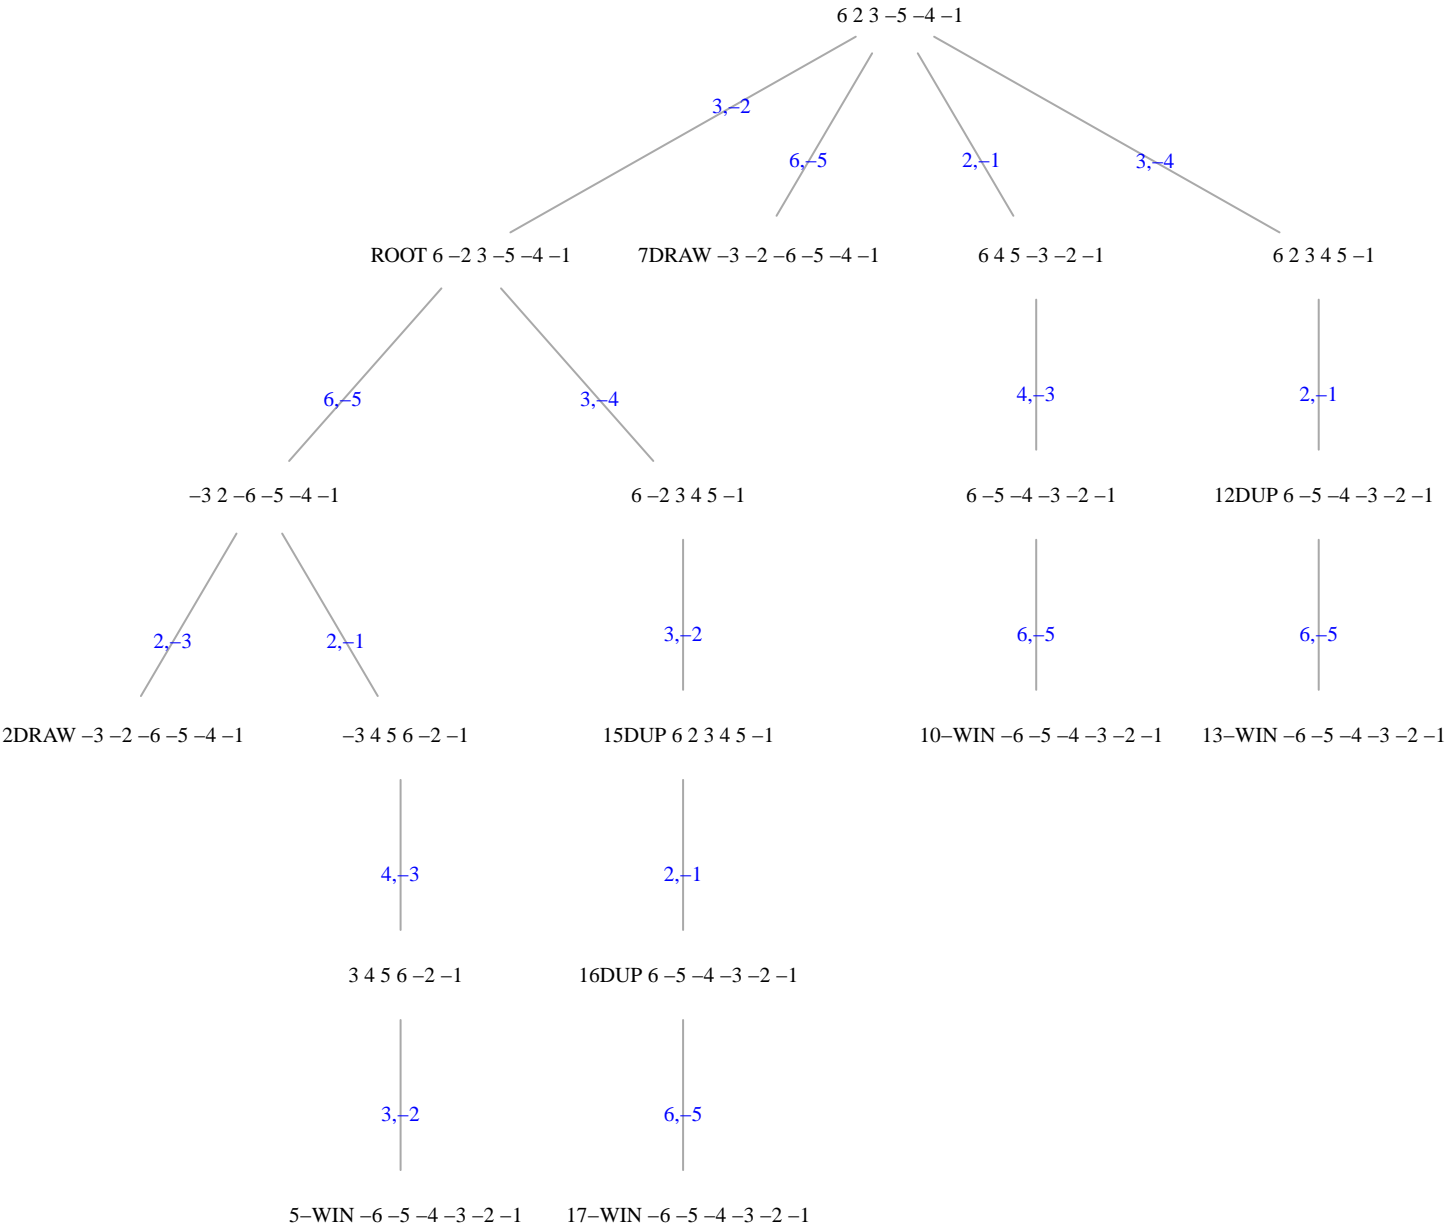 6 2 3 –5 –4 –1
3,–2
6,–5
2,–1
3,–4
ROOT 6 –2 3 –5 –4 –1
7DRAW –3 –2 –6 –5 –4 –1
6 4 5 –3 –2 –1
6 2 3 4 5 –1
6,–5
3,–4
4,–3
2,–1
–3 2 –6 –5 –4 –1
6 –2 3 4 5 –1
6 –5 –4 –3 –2 –1
12DUP 6 –5 –4 –3 –2 –1
2,–3
2,–1
3,–2
6,–5
6,–5
2DRAW –3 –2 –6 –5 –4 –1
–3 4 5 6 –2 –1
15DUP 6 2 3 4 5 –1
10–WIN –6 –5 –4 –3 –2 –1
13–WIN –6 –5 –4 –3 –2 –1
4,–3
2,–1
3 4 5 6 –2 –1
16DUP 6 –5 –4 –3 –2 –1
3,–2
6,–5
5–WIN –6 –5 –4 –3 –2 –1
17–WIN –6 –5 –4 –3 –2 –1